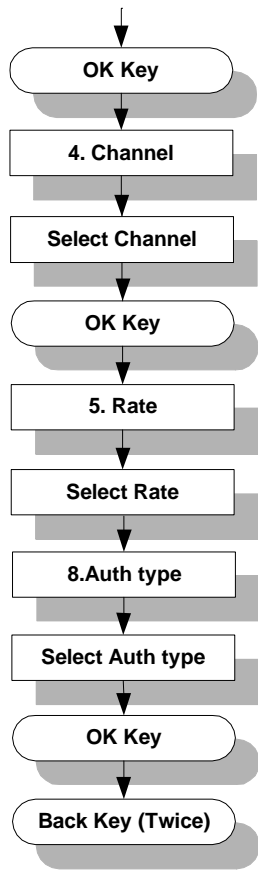 OK Key
4. Channel
Select Channel
OK Key
5. Rate
Select Rate
8.Auth type
Select Auth type
OK Key
Back Key (Twice)